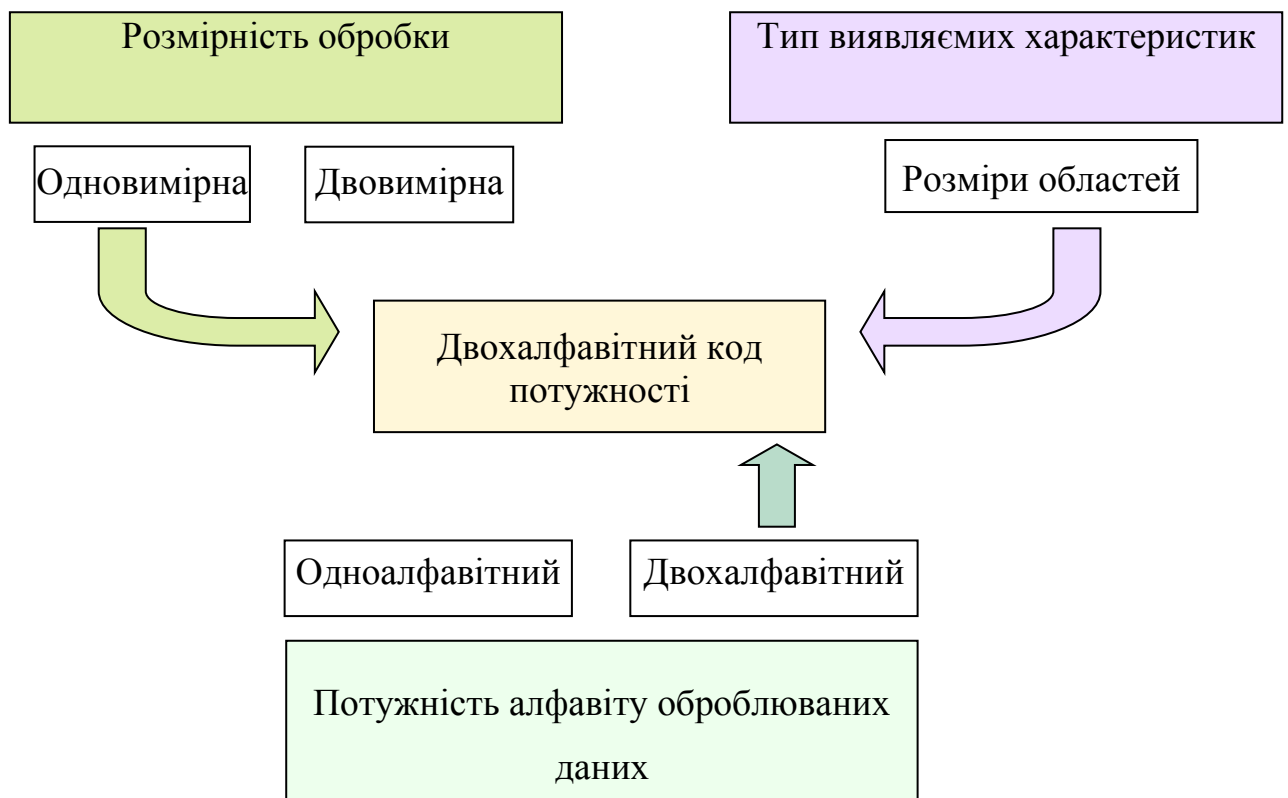 Розмірність обробки
Тип виявляємих характеристик
Одновимірна
Двовимірна
Розміри областей
Двохалфавітний код
потужності
Одноалфавітний
Двохалфавітний
Потужність алфавіту оброблюваних
даних